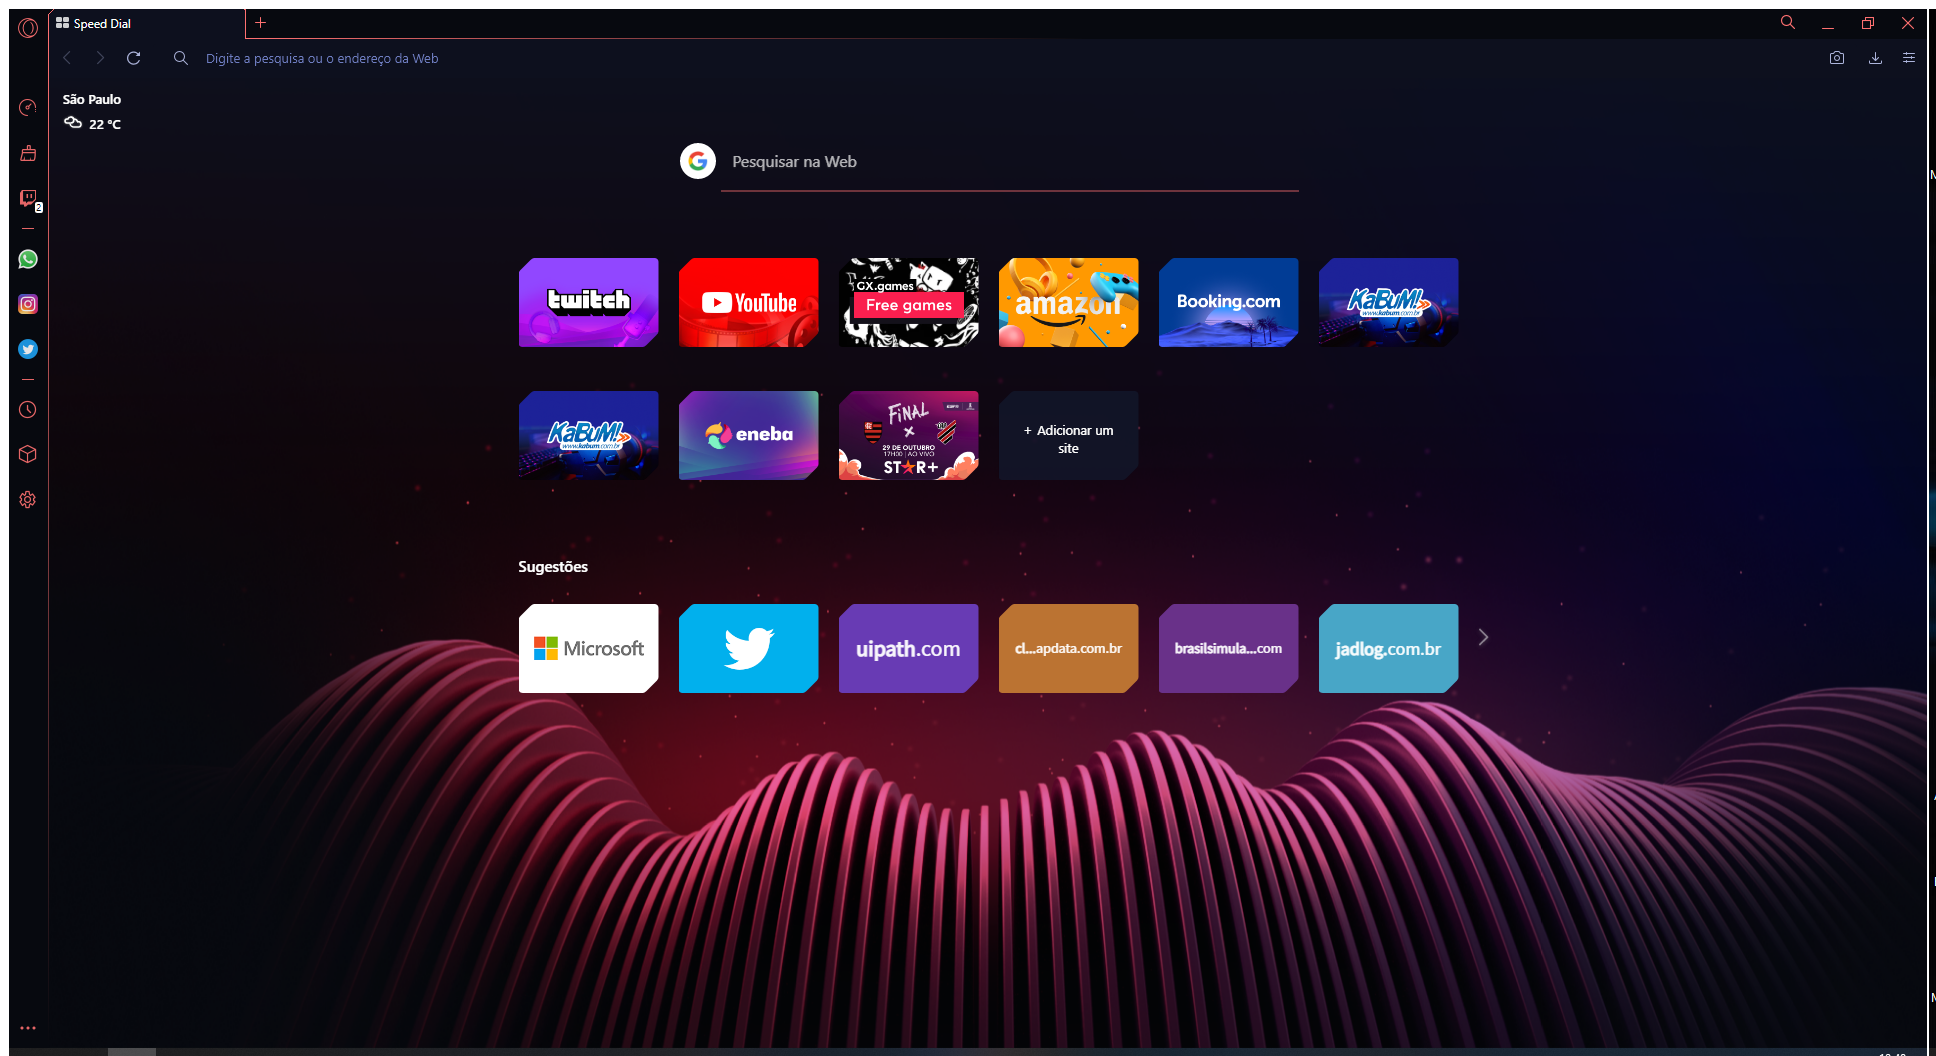 Speed Dial
Digite a pesquisa ou o endereço da Web
São Paulo
22 °C
Pesquisar na Web
2
twitch
YouTube
GX.games
Free games
amazon
Booking.com
KaBuM!
www.kabum.com.br
KaBuM!
www.kabum.com.br
eneba
FiNAL
×
29 DE OUTUBRO
17H00 | AO VIVO
STAR+
+ Adicionar um
site
Sugestões
Microsoft
uipath.com
cl...apdata.com.br
brasilsimula...com
jadlog.com.br